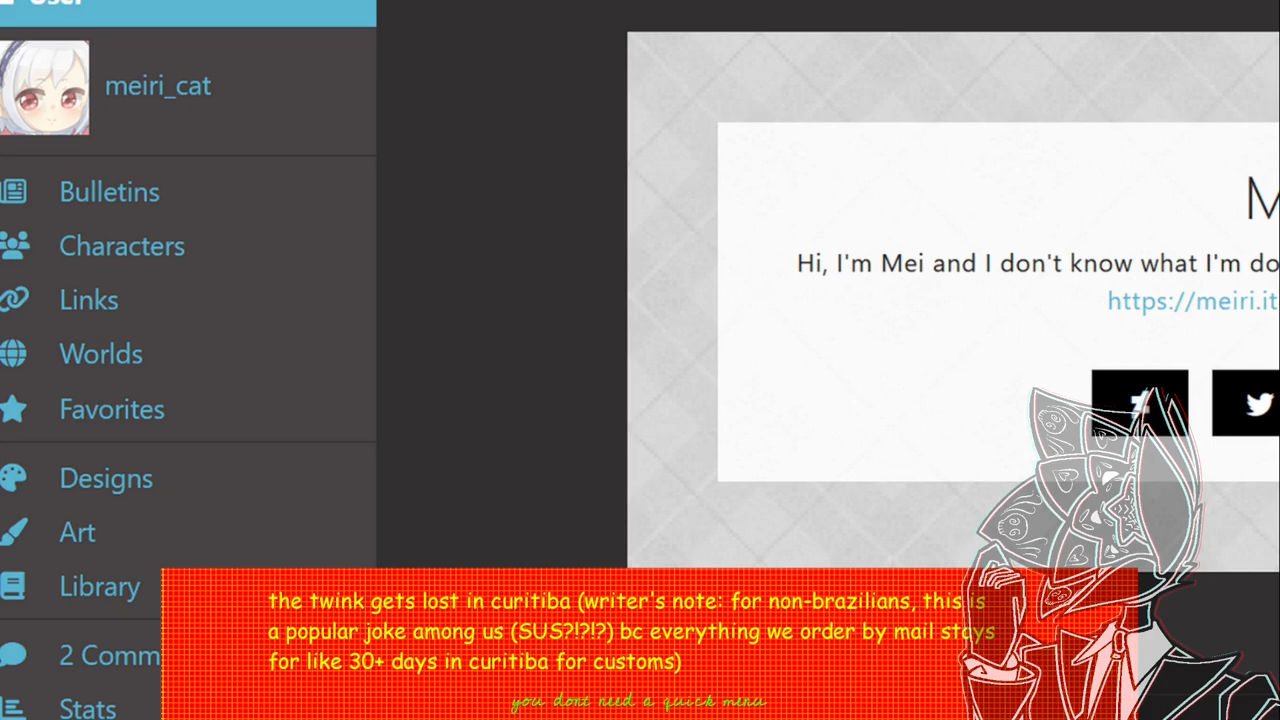 User
meiri_cat
Bulletins
Characters
Links
Worlds
Favorites
Designs
Art
Library
2 Comm
Stats
M
Hi, I'm Mei and I don't know what I'm do
https://meiri.it
the twink gets lost in curitiba (writer's note: for non-brazilians, this is
a popular joke among us (SUS?!?!?) bc everything we order by mail stays
for like 30+ days in curitiba for customs)
you dont need a quick menu